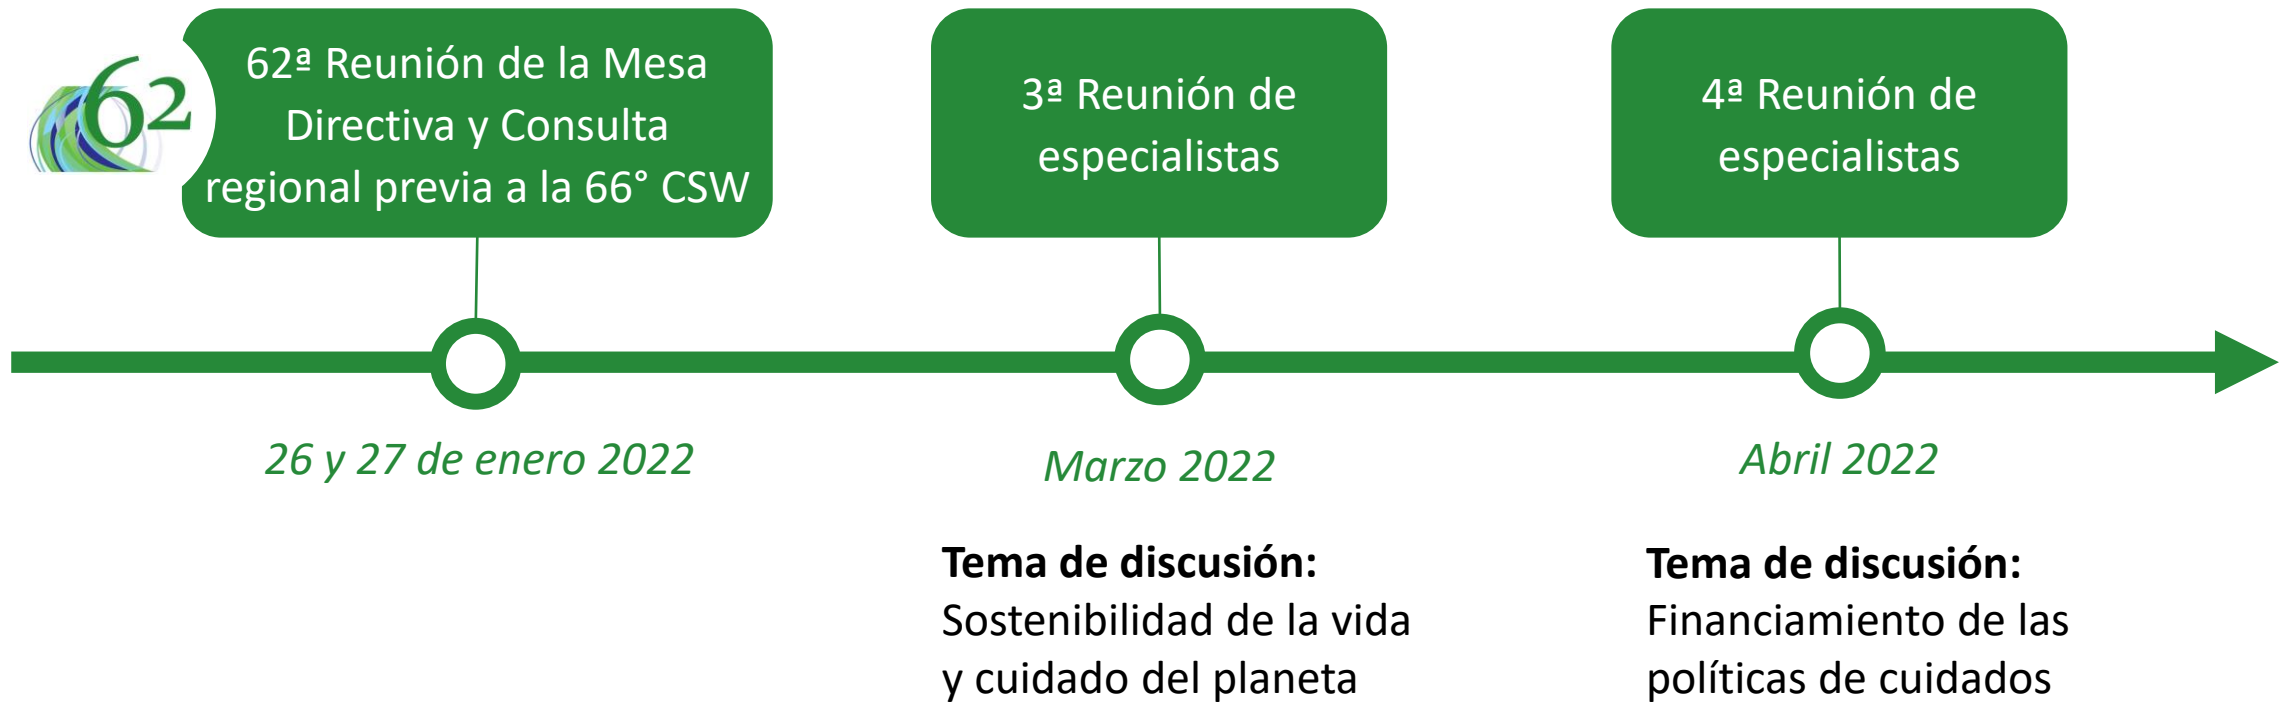 62
62ª Reunión de la Mesa
Directiva y Consulta
regional previa a la 66° CSW
3ª Reunión de
especialistas
4ª Reunión de
especialistas
26 y 27 de enero 2022
Marzo 2022
Abril 2022
Tema de discusión:
Sostenibilidad de la vida
y cuidado del planeta
Tema de discusión:
Financiamiento de las
políticas de cuidados